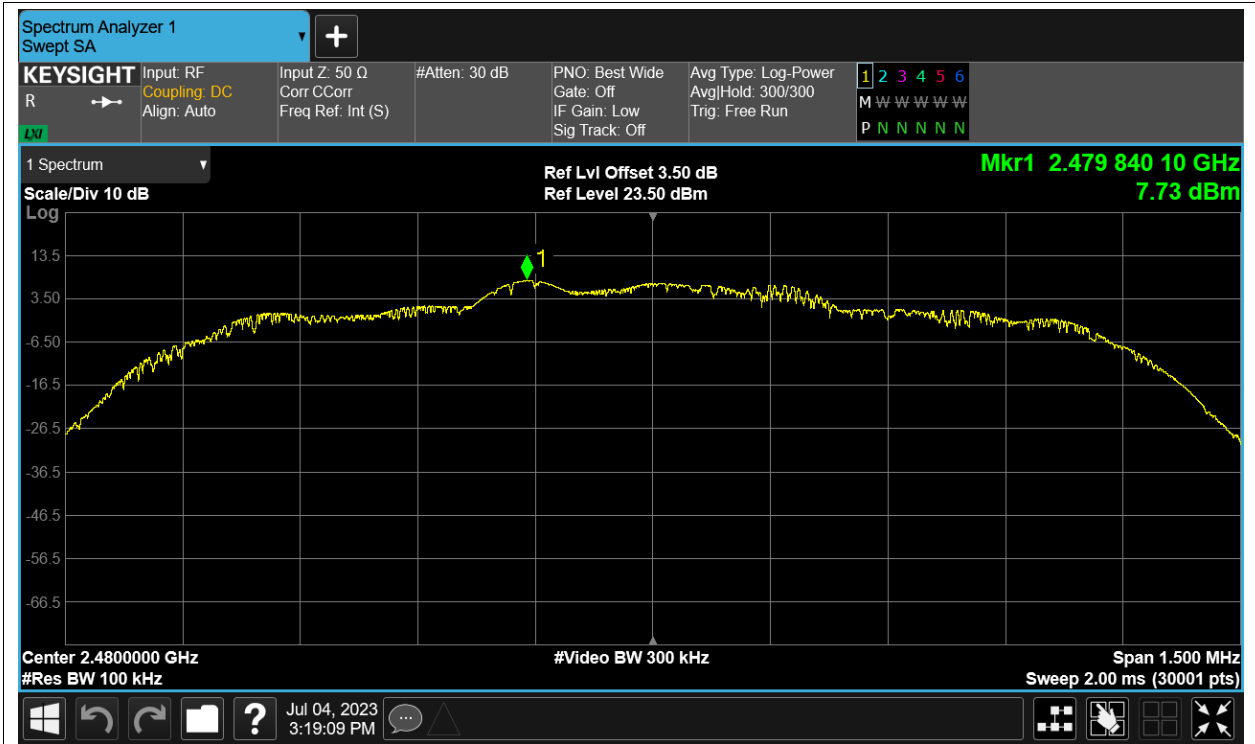 Spectrum Analyzer 1
Swept SA
KEYSIGHT
R
LXI
Input: RF
Coupling: DC
Align: Auto
Input Z: 50 Ω
Corr CCorr
Freq Ref: Int (S)
#Atten: 30 dB
PNO: Best Wide
Gate: Off
IF Gain: Low
Sig Track: Off
Avg Type: Log-Power
Avg|Hold: 300/300
Trig: Free Run
1 2 3 4 5 6
M W W W W W
P N N N N N
1 Spectrum
Scale/Div 10 dB
Log
Ref Lvl Offset 3.50 dB
Ref Level 23.50 dBm
Mkr1 2.479 840 10 GHz
7.73 dBm
1
13.5
3.50
-6.50
-16.5
-26.5
-36.5
-46.5
-56.5
-66.5
Center 2.4800000 GHz
#Video BW 300 kHz
Span 1.500 MHz
#Res BW 100 kHz
Sweep 2.00 ms (30001 pts)
?
Jul 04, 2023
3:19:09 PM